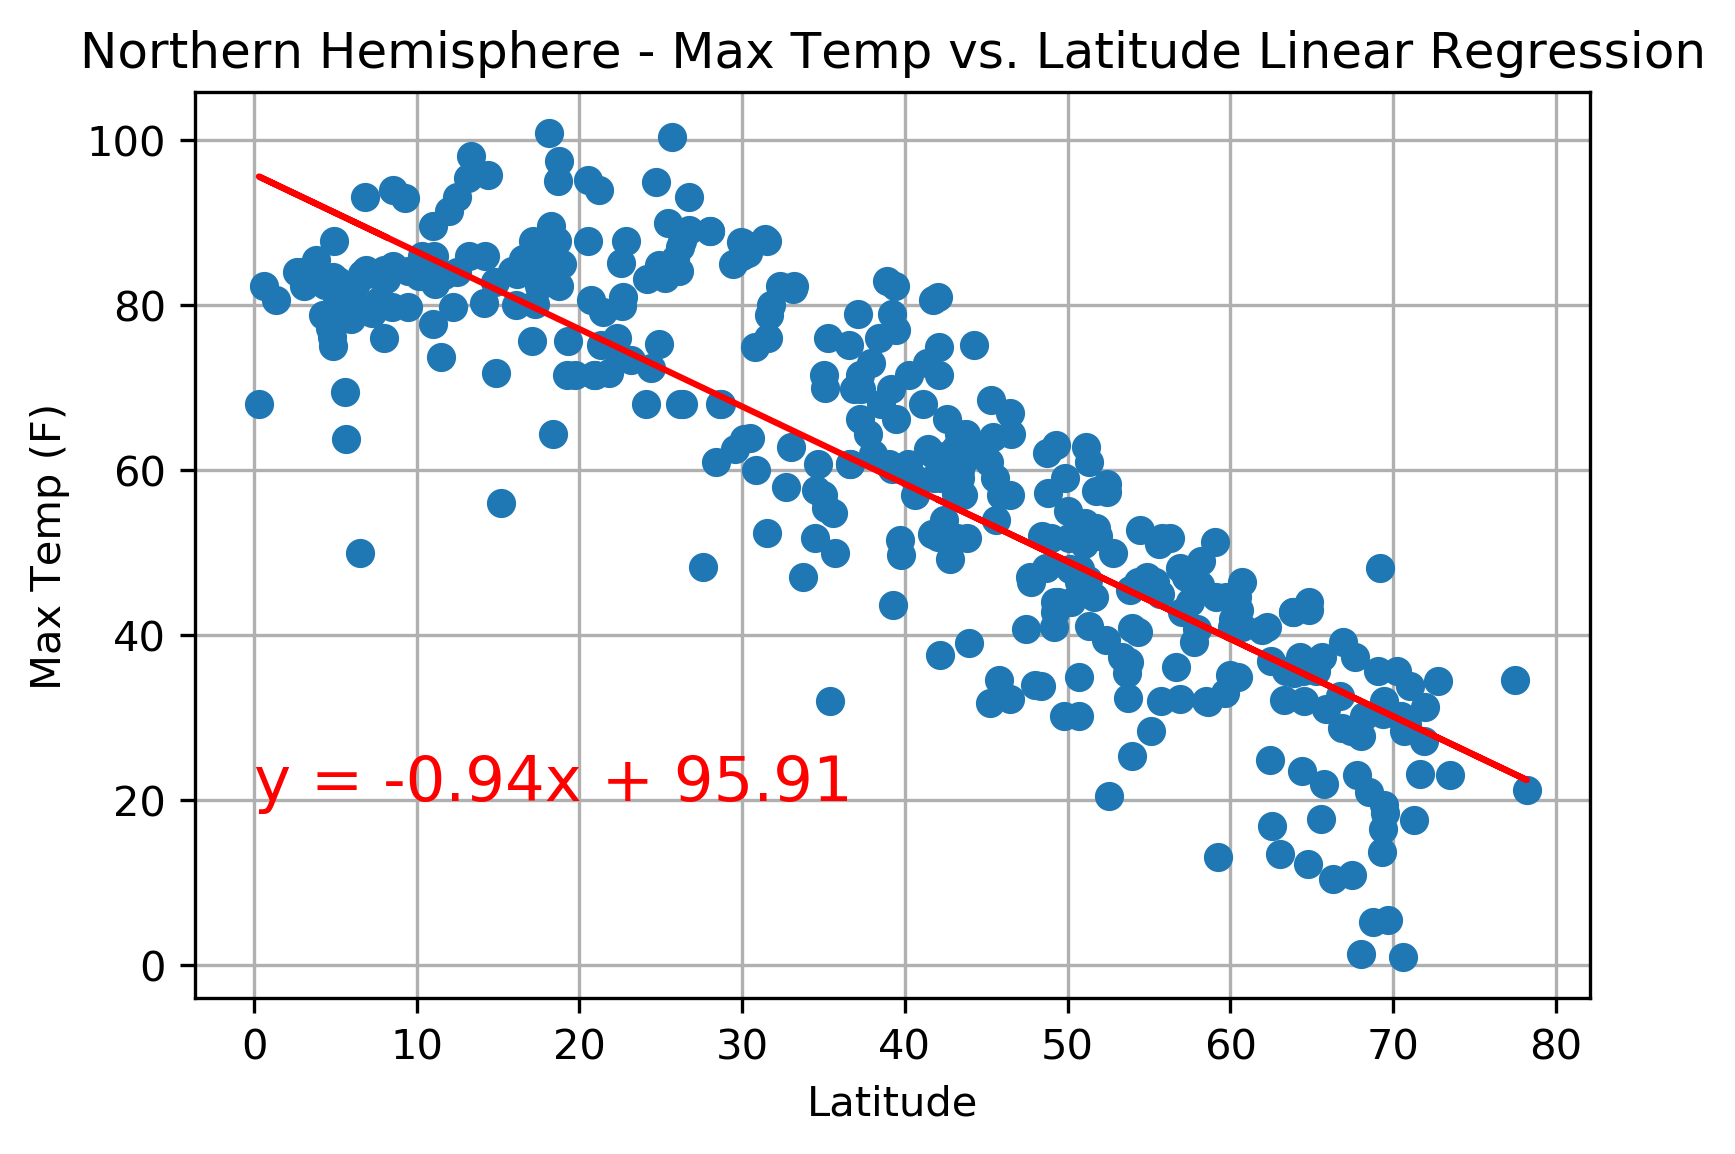 Northern Hemisphere - Max Temp vs. Latitude Linear Regression
100
80
60
40
20
0
Max Temp (F)
y = -0.94x + 95.91
0 10 20 30 40 50 60 70 80
Latitude